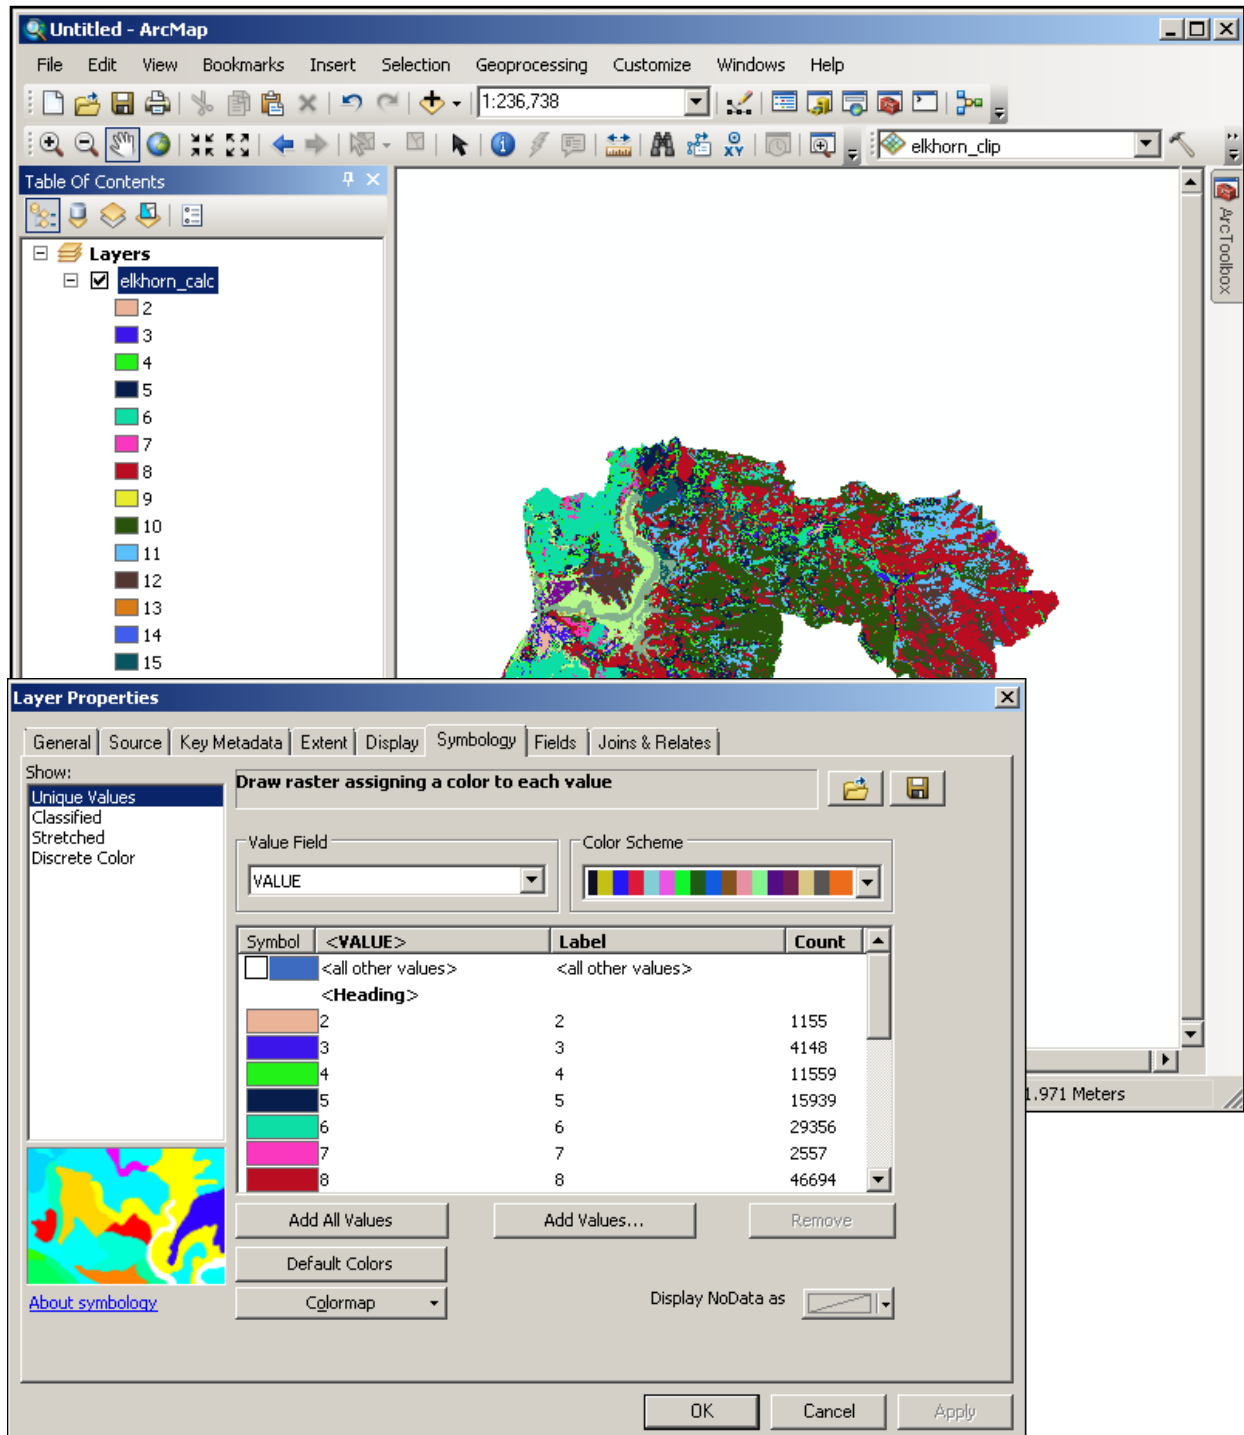 Untitled - ArcMap
File Edit View Bookmarks Insert Selection Geoprocessing Customize Windows Help
1:236,738
XY elkhorn_clip
Table Of Contents
ArcToolbox
Layers
elkhorn_calc
2
3
4
5
6
7
8
9
10
11
12
13
14
15
Layer Properties
General Source Key Metadata Extent Display Symbology Fields Joins & Relates
Show:
Unique Values
Classified
Stretched
Discrete Color
Draw raster assigning a color to each value
Value Field Color Scheme
VALUE
Symbol <VALUE> Label Count
<all other values> <all other values>
<Heading>
2 2 1155
3 3 4148
4 4 11559
5 5 15939
6 6 29356
7 7 2557
8 8 46694
1.971 Meters
Add All Values Add Values... Remove
Default Colors
About symbology Colormap Display NoData as
OK Cancel Apply